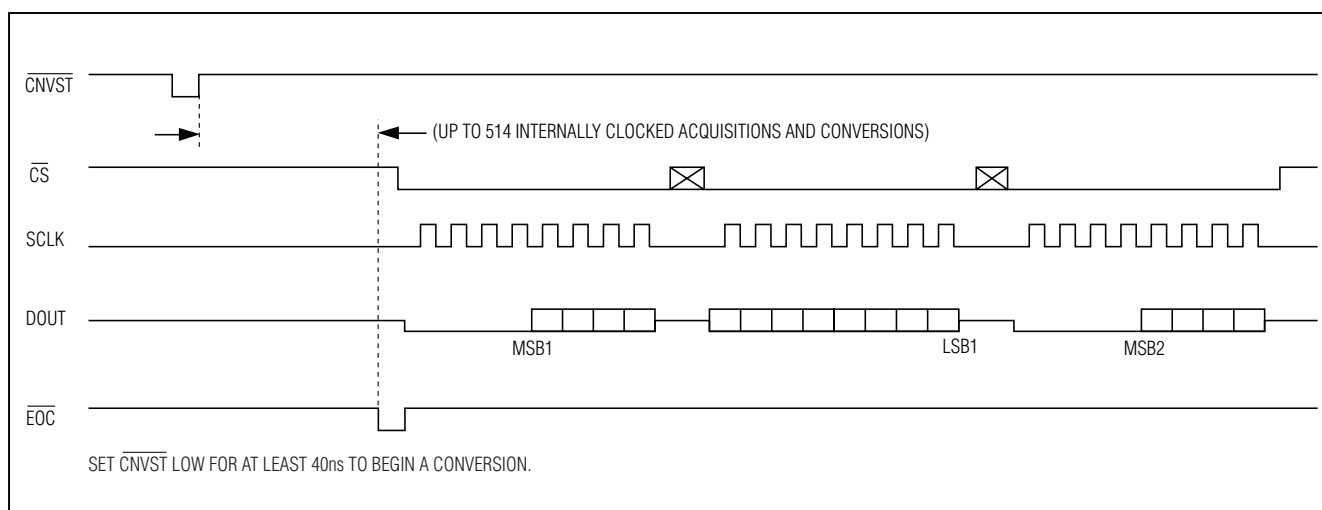 CNVST
(UP TO 514 INTERNALLY CLOCKED ACQUISITIONS AND CONVERSIONS)
CS
SCLK
DOUT
MSB1
LSB1
MSB2
EOC
SET CNVST LOW FOR AT LEAST 40ns TO BEGIN A CONVERSION.